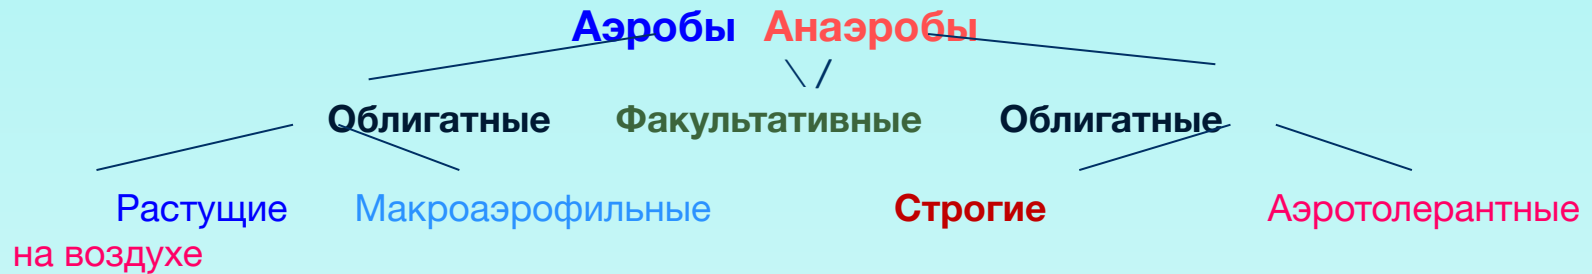 Аэробы Анаэробы
Облигатные Факультативные Облигатные
Растущие Макроаэрофильные Строгие Аэротолерантные
на воздухе